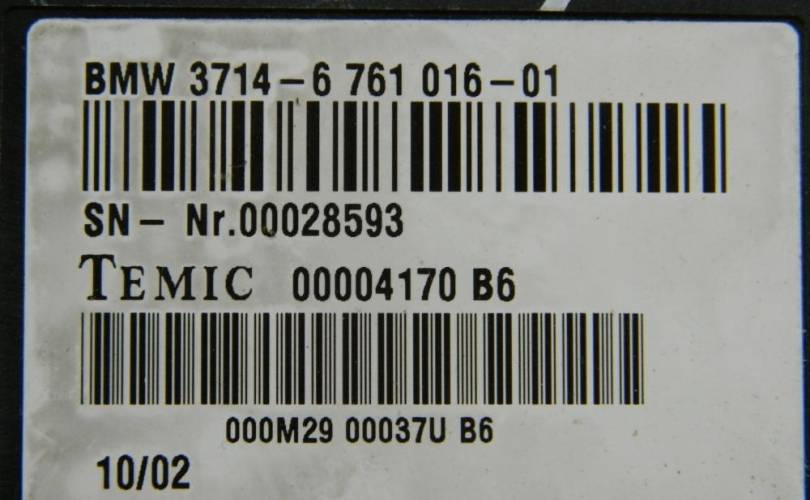 BMW 3714-6 761 016-01
SN- Nr.00028593
TEMIC 00004170 B6
000M29 00037U B6
10/02